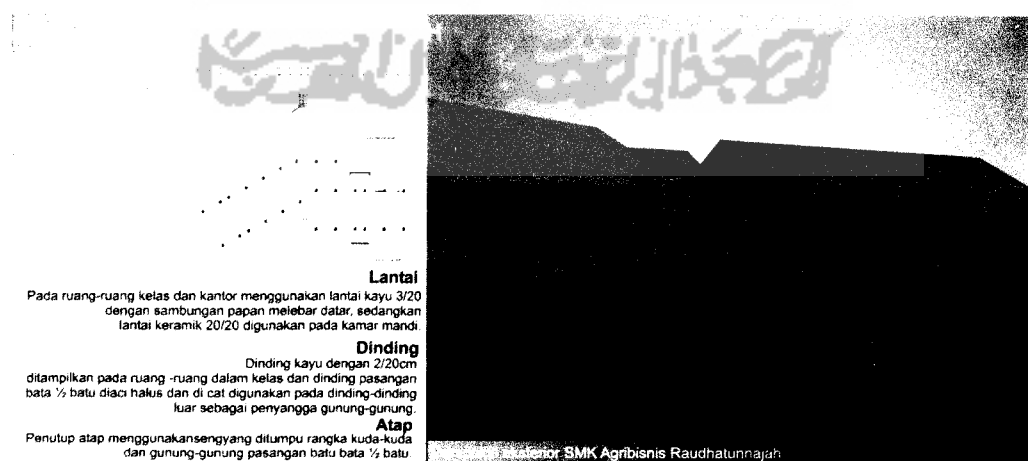 Lantai
Pada ruang-ruang kelas dan kantor menggunakan lantai kayu 3/20
dengan sambungan papan melebar datar, sedangkan
lantai keramik 20/20 digunakan pada kamar mandi.
Dinding
Dinding kayu dengan 2/20cm
ditampilkan pada ruang -ruang dalam kelas dan dinding pasangan
bata ½ batu diaci halus dan di cat digunakan pada dinding-dinding
luar sebagai penyangga gunung-gunung.
Atap
Penutup atap menggunakansengyang ditumpu rangka kuda-kuda
dan gunung-gunung pasangan batu bata ½ batu.
eksterior SMK Agribisnis Raudhatunnajah